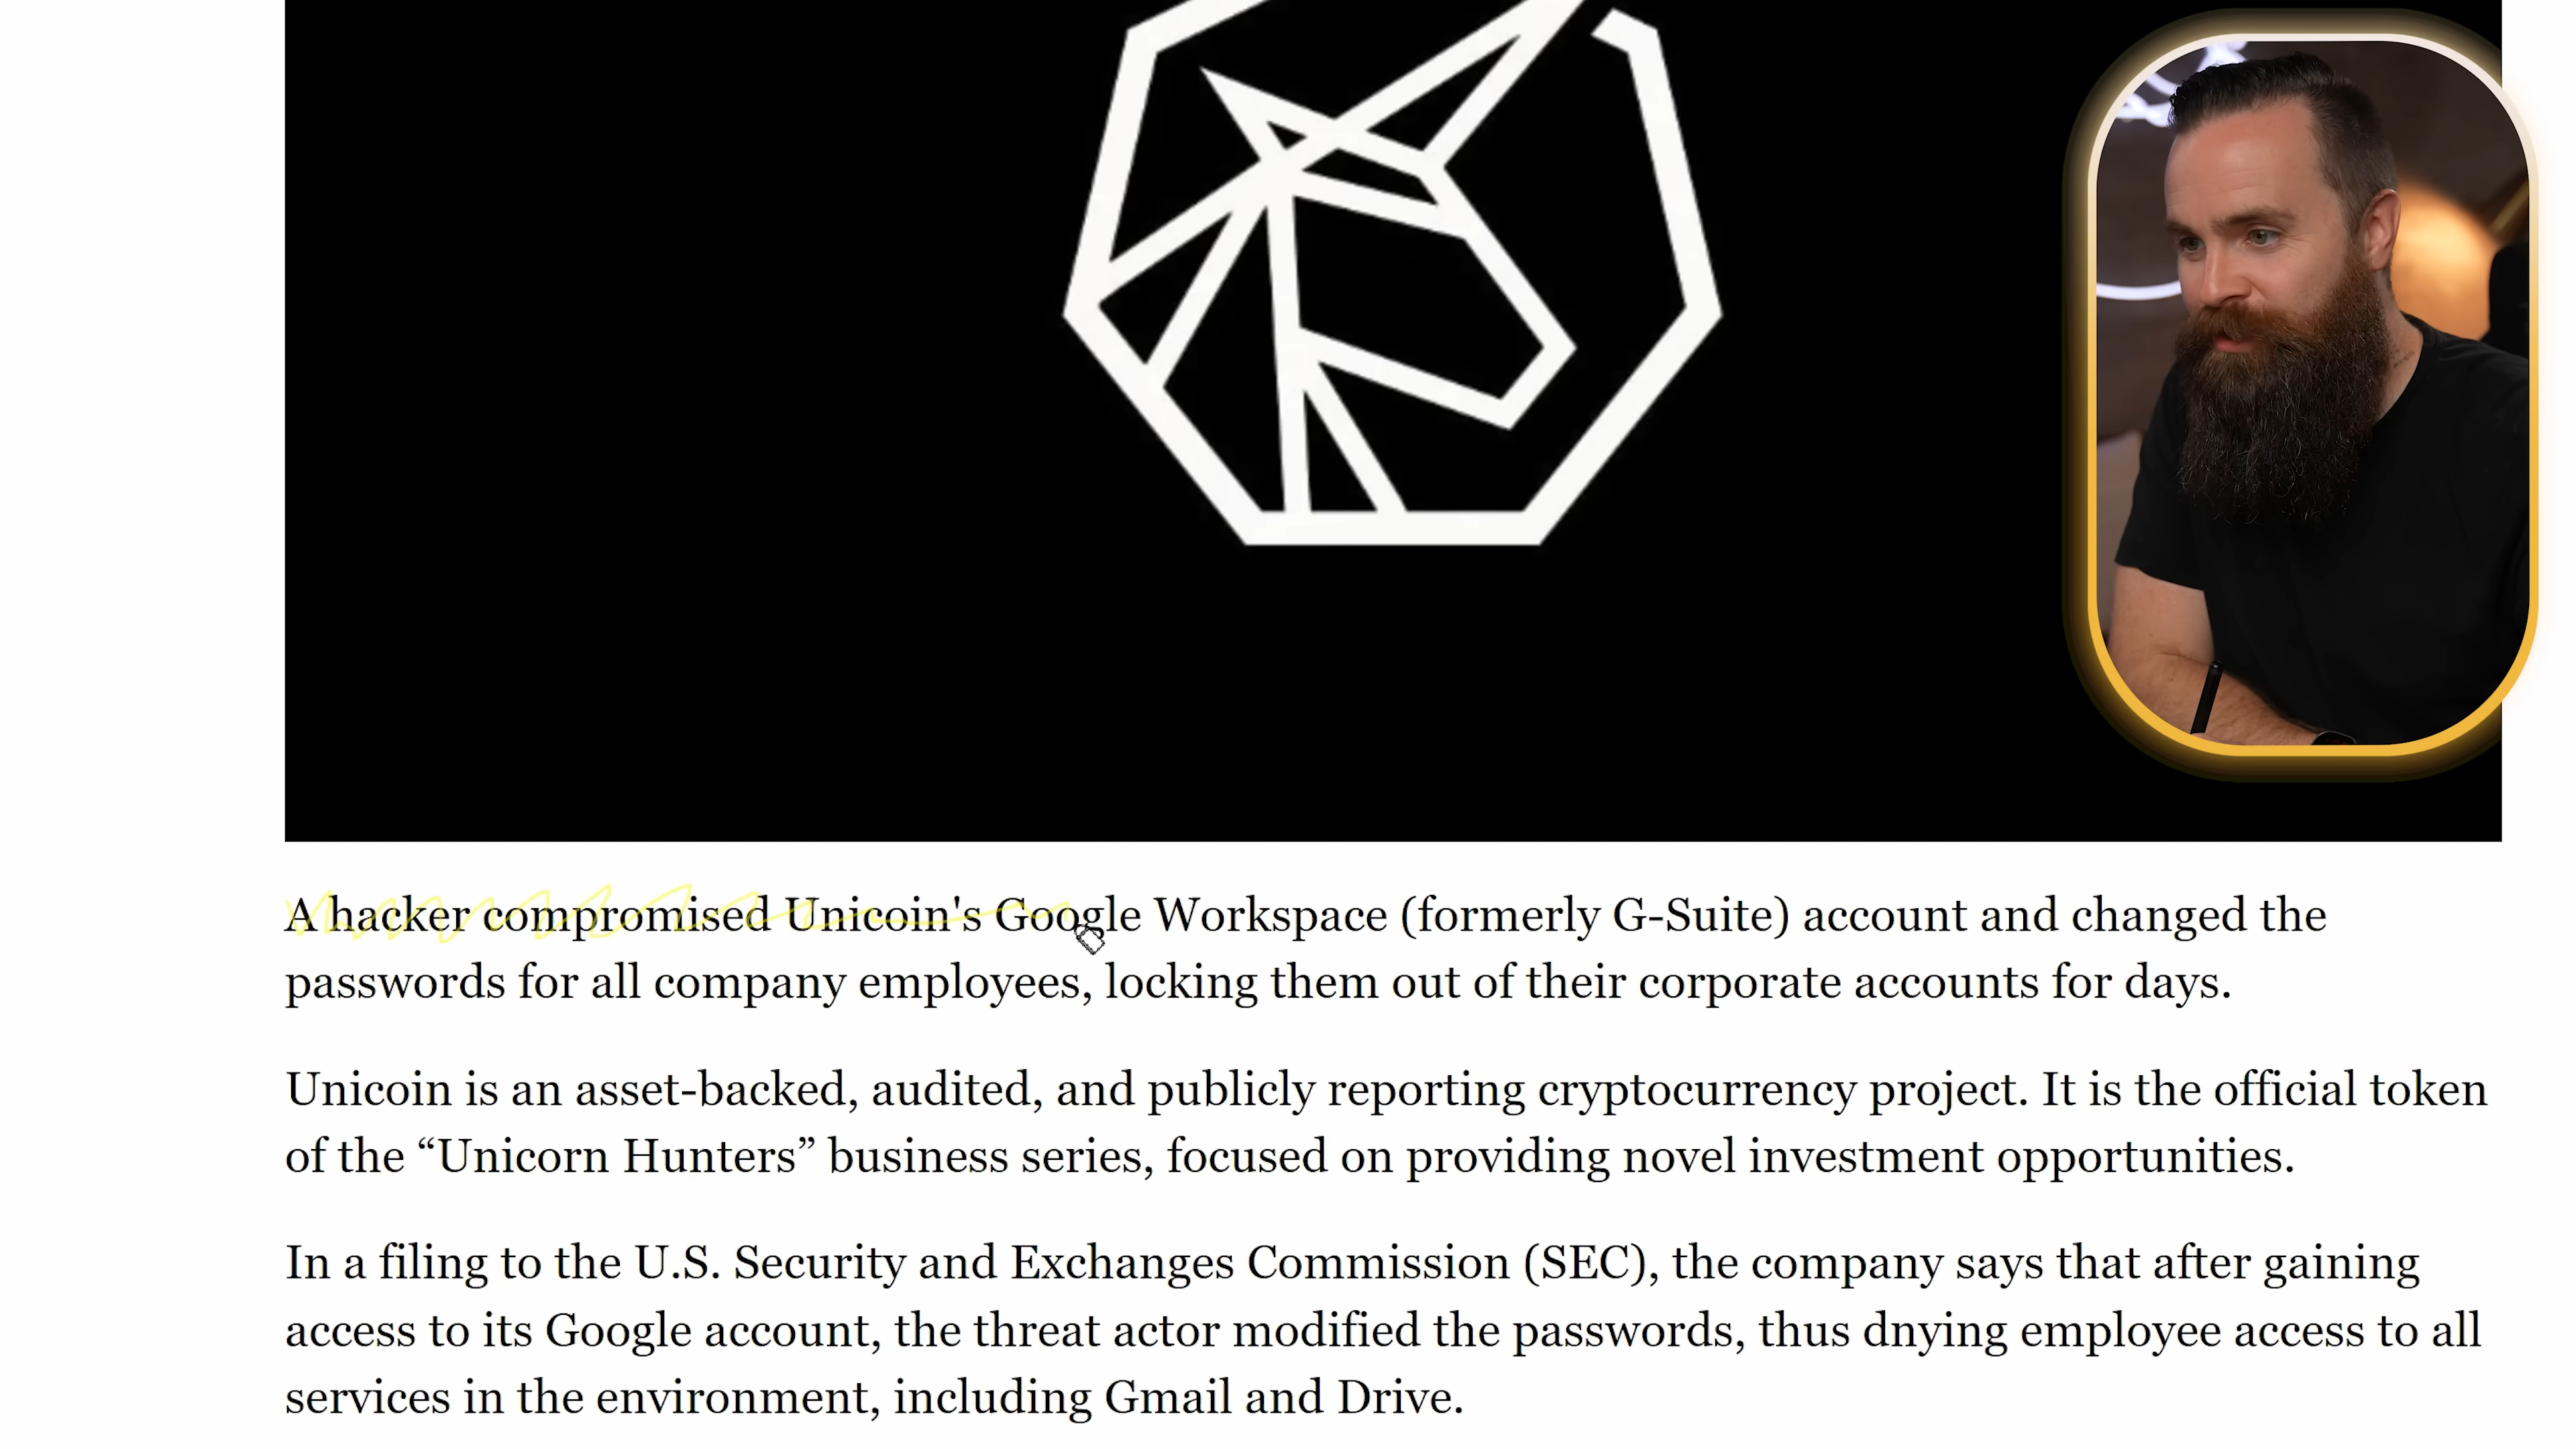 A hacker compromised Unicoin's Google Workspace (formerly G-Suite) account and changed the
passwords for all company employees, locking them out of their corporate accounts for days.
Unicoin is an asset-backed, audited, and publicly reporting cryptocurrency project. It is the official token
of the “Unicorn Hunters” business series, focused on providing novel investment opportunities.
In a filing to the U.S. Security and Exchanges Commission (SEC), the company says that after gaining
access to its Google account, the threat actor modified the passwords, thus dnying employee access to all
services in the environment, including Gmail and Drive.